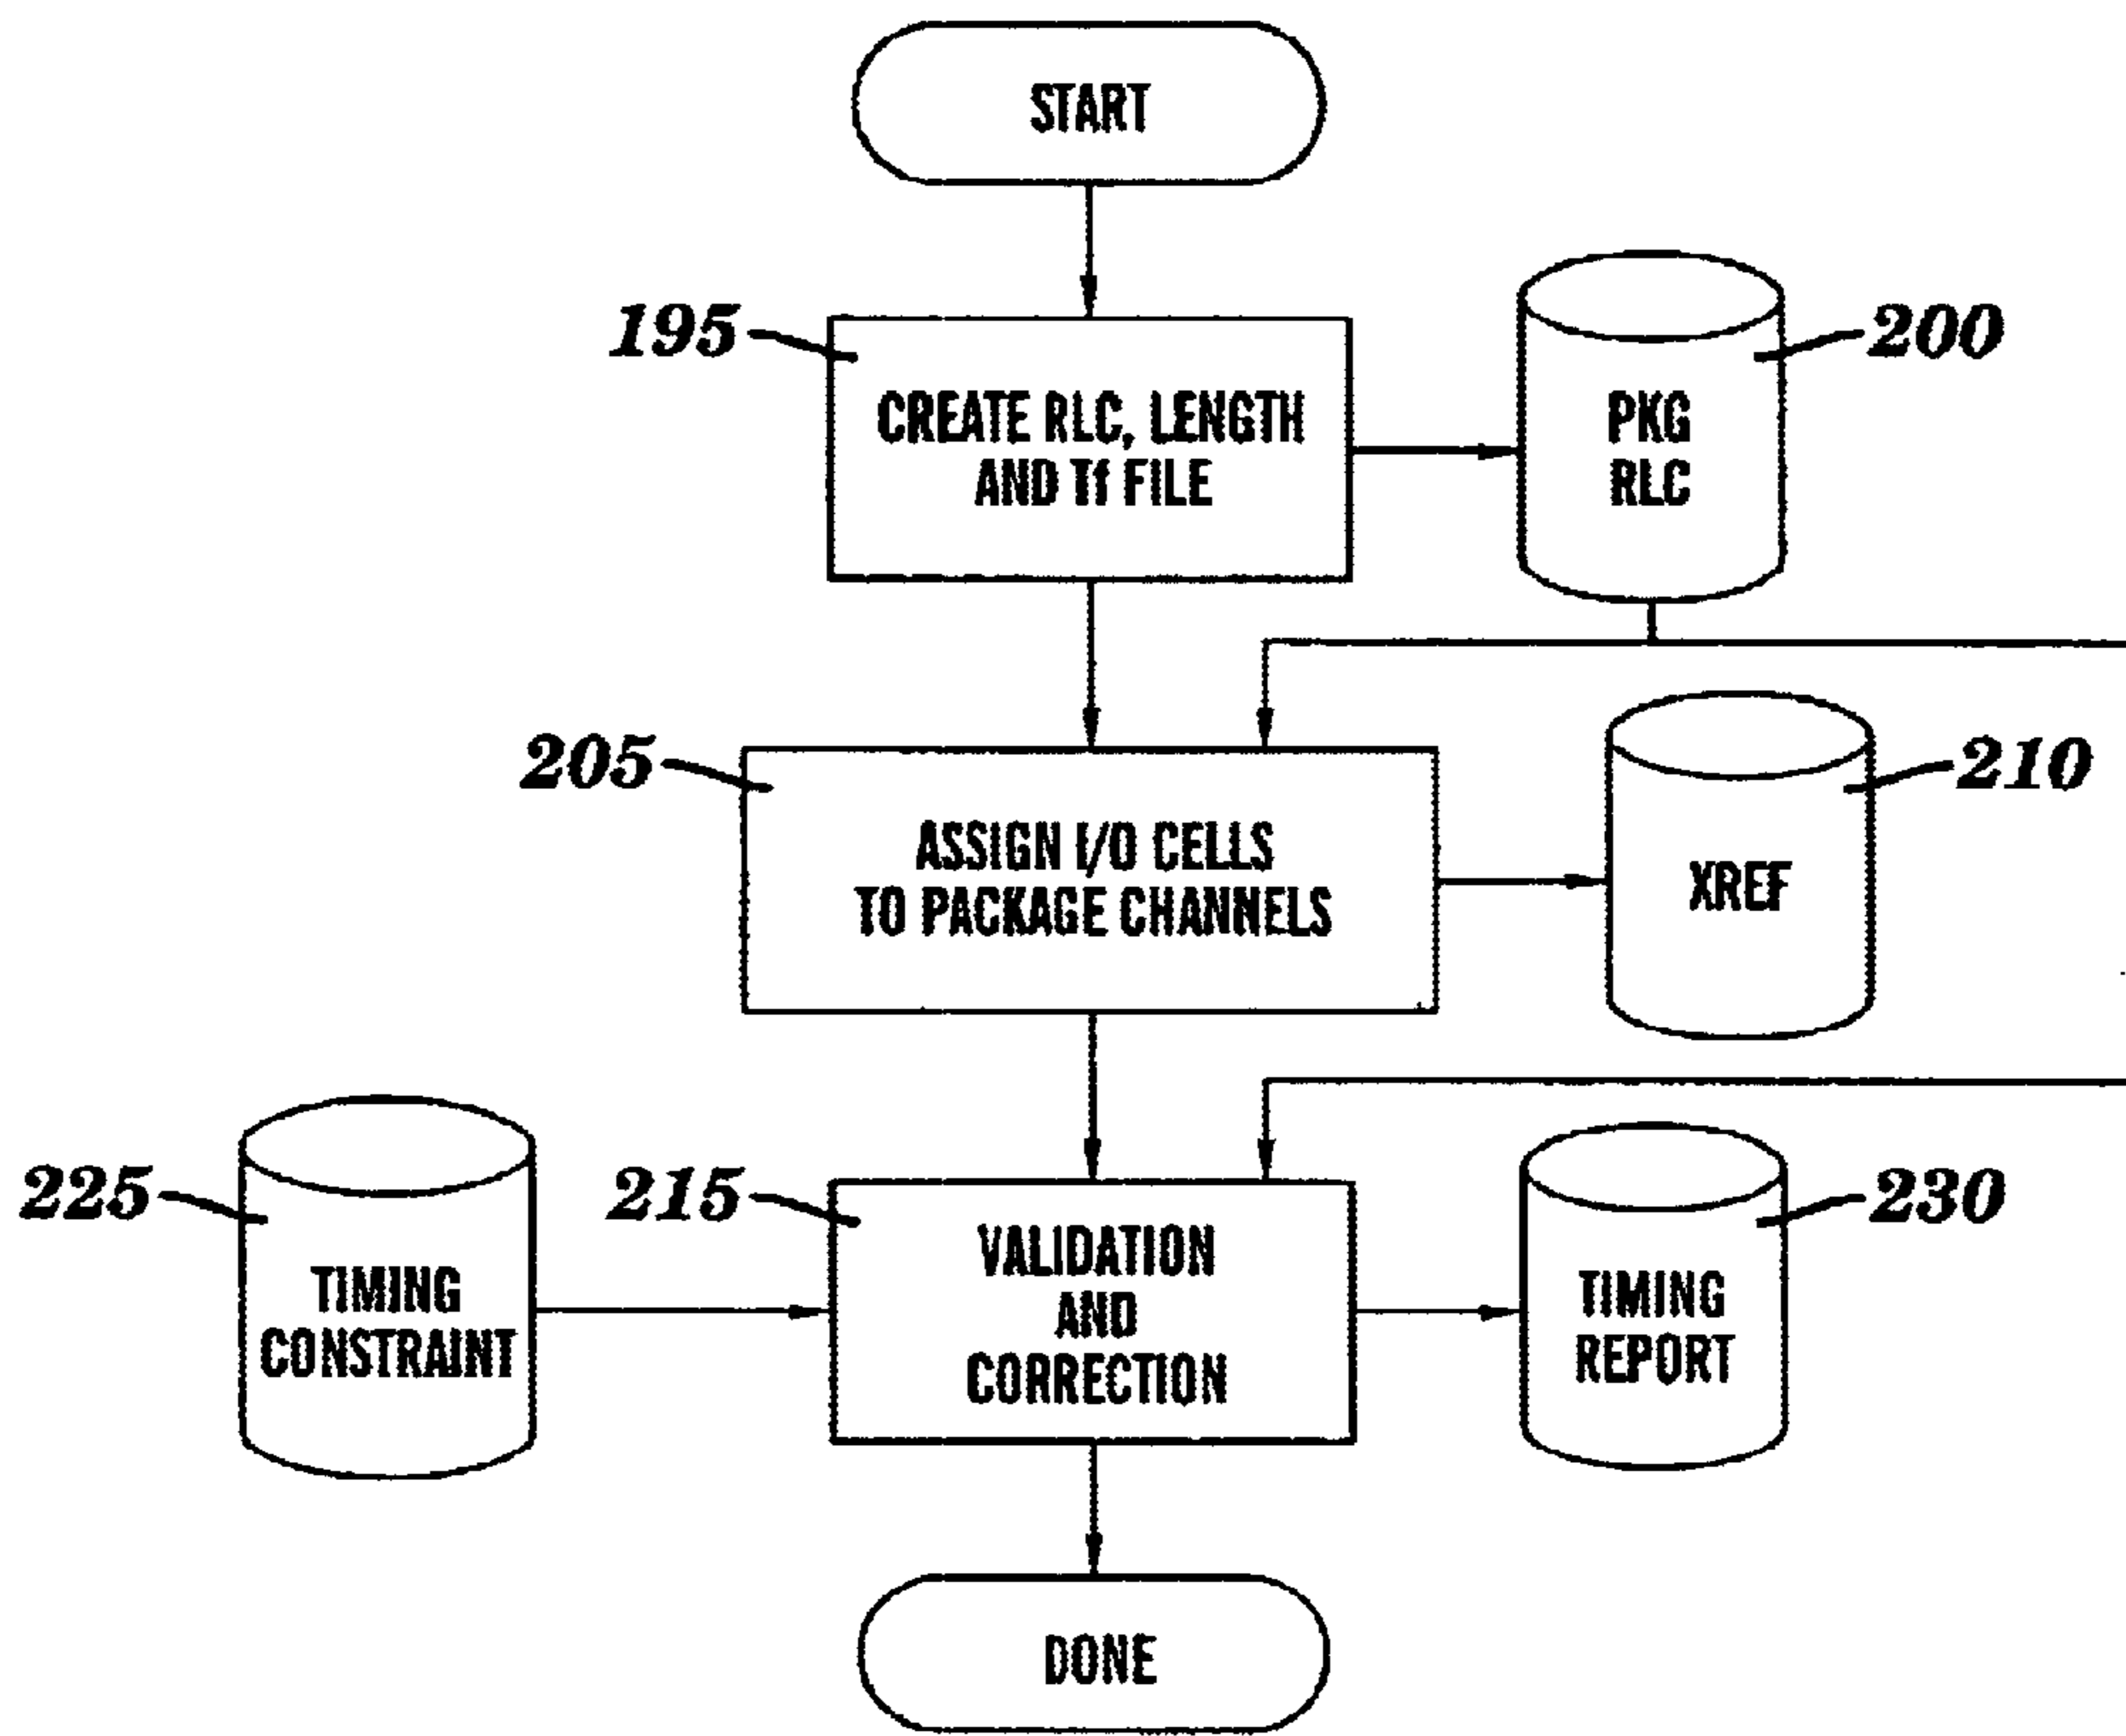 START
195
CREATE RLC, LENGTH
AND Tf FILE
200
PKG
RLC
205
ASSIGN I/O CELLS
TO PACKAGE CHANNELS
210
XREF
225
TIMING
CONSTRAINT
215
VALIDATION
AND
CORRECTION
230
TIMING
REPORT
DONE